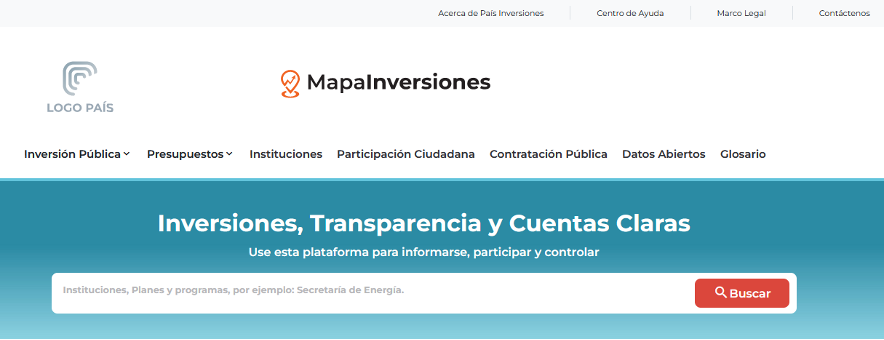 Acerca de País Inversiones Centro de Ayuda Marco Legal Contáctenos
LOGO PAÍS
MapaInversiones
Inversión Pública Presupuestos Instituciones Participación Ciudadana Contratación Pública Datos Abiertos Glosario
Inversiones, Transparencia y Cuentas Claras
Use esta plataforma para informarse, participar y controlar
Instituciones, Planes y programas, por ejemplo: Secretaría de Energía. Buscar